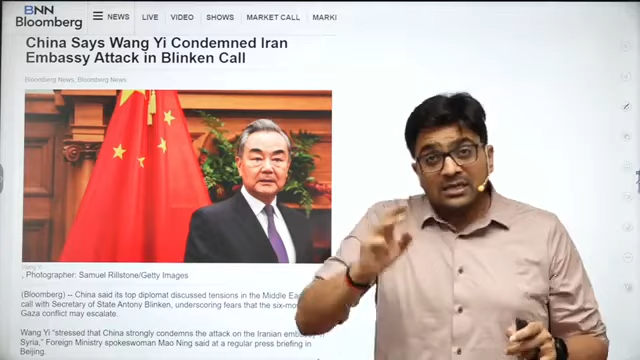 BNN
Bloomberg
NEWS
LIVE
VIDEO
SHOWS
MARKET CALL
MARKI
China Says Wang Yi Condemned Iran
Embassy Attack in Blinken Call
Bloomberg News, Bloomberg News
, Photographer: Samuel Rillstone/Getty Images
(Bloomberg) -- China said its top diplomat discussed tensions in the Middle
call with Secretary of State Antony Blinken, underscoring fears that the
Gaza conflict may escalate.
Wang Yi "stressed that China strongly condemns the attack on the Iranian
Syria," Foreign Ministry spokeswoman Mao Ning said at a regular press briefing in
Beijing.